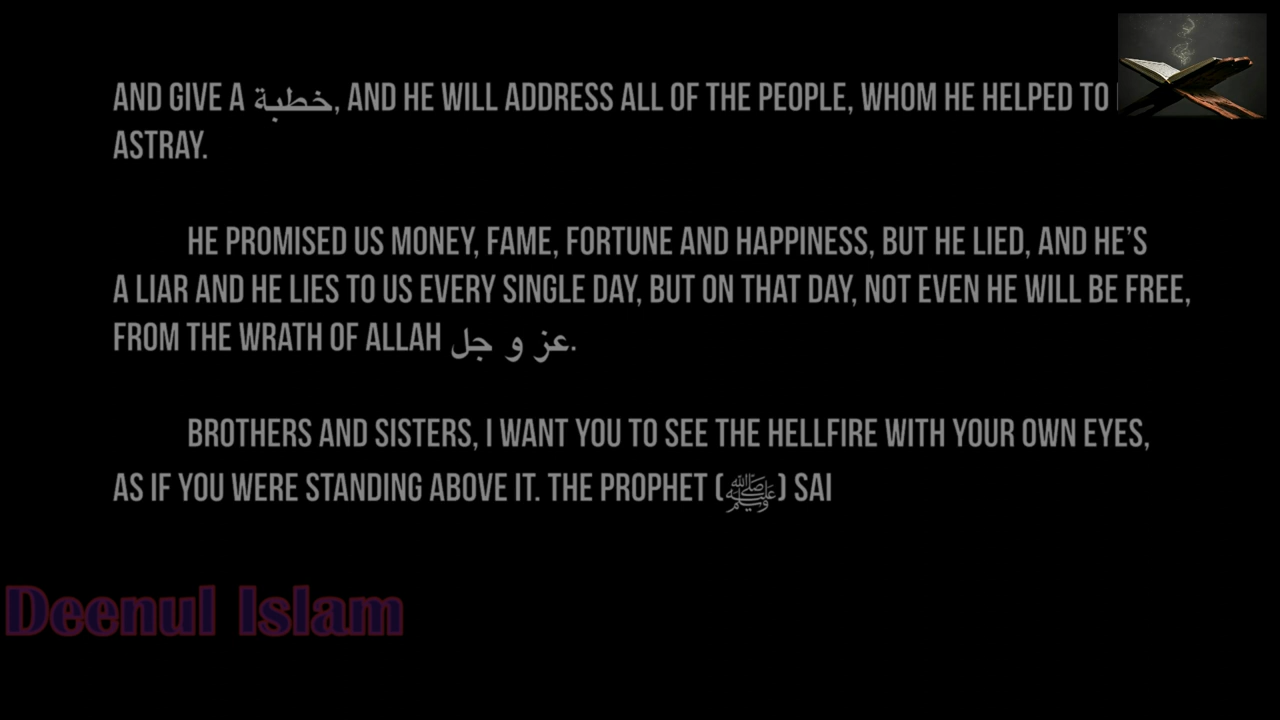 AND GIVE A خطبة, AND HE WILL ADDRESS ALL OF THE PEOPLE, WHOM HE HELPED TO
ASTRAY.
HE PROMISED US MONEY, FAME, FORTUNE AND HAPPINESS, BUT HE LIED, AND HE'S
A LIAR AND HE LIES TO US EVERY SINGLE DAY, BUT ON THAT DAY, NOT EVEN HE WILL BE FREE,
FROM THE WRATH OF ALLAH عز و جل.
BROTHERS AND SISTERS, I WANT YOU TO SEE THE HELLFIRE WITH YOUR OWN EYES,
AS IF YOU WERE STANDING ABOVE IT. THE PROPHET (ﷺ) SAI
Deenul Islam